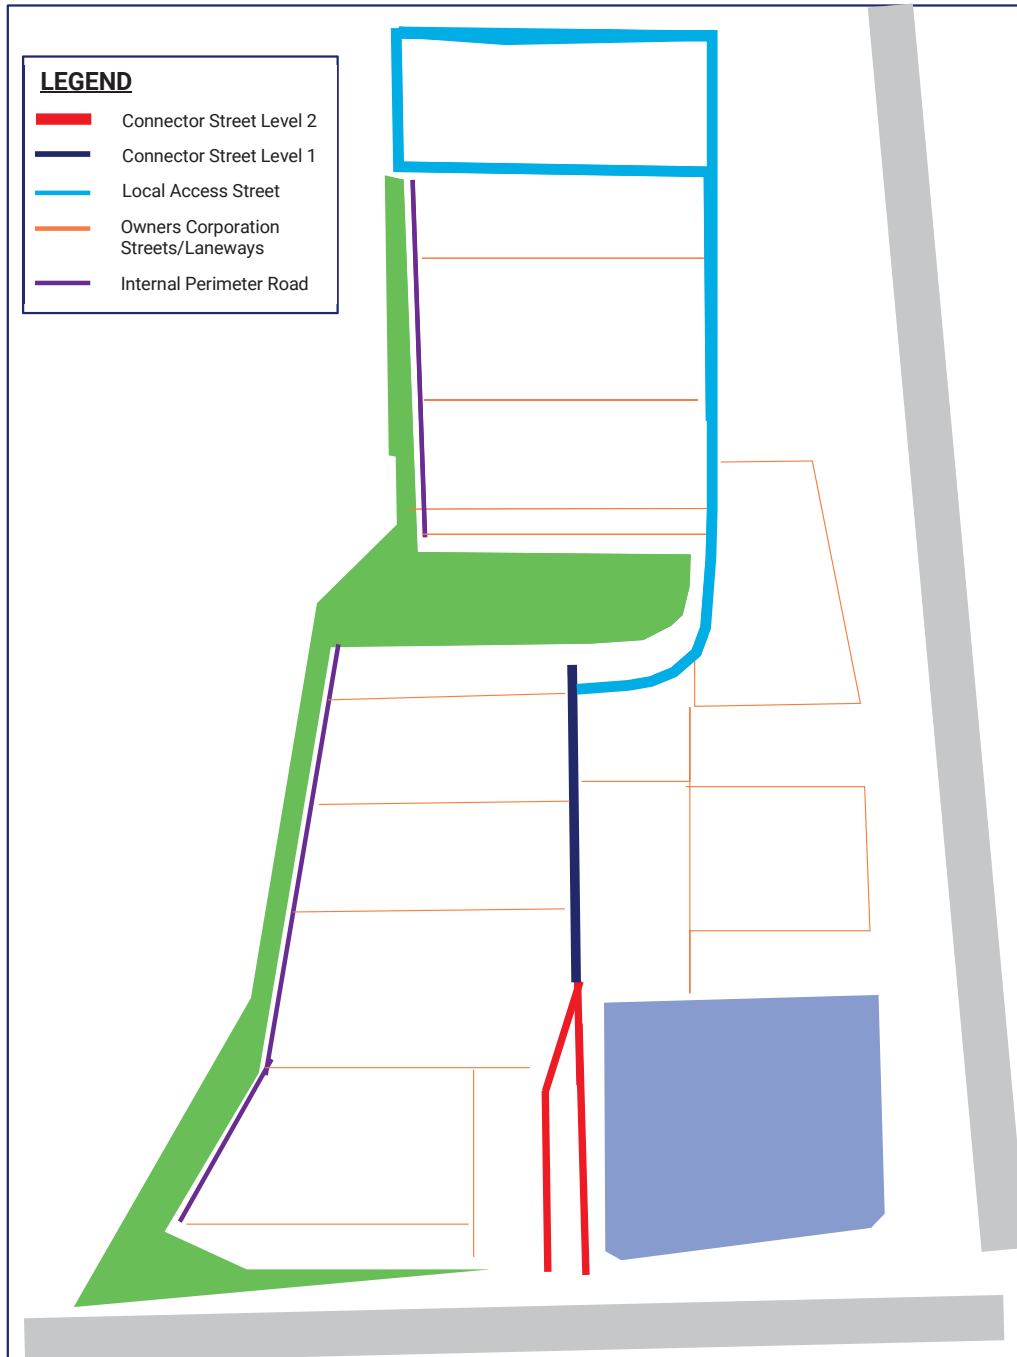 LEGEND
Connector Street Level 2
Connector Street Level 1
Local Access Street
Owners Corporation
Streets/Laneways
Internal Perimeter Road